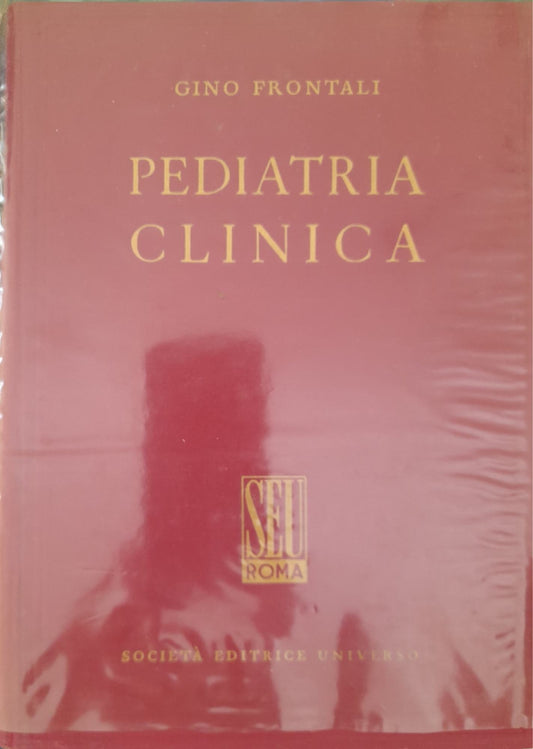 GINO FRONTALI
PEDIATRIA
CLINICA
SEU
ROMA
SOCIETÀ EDITRICE UNIVERSO